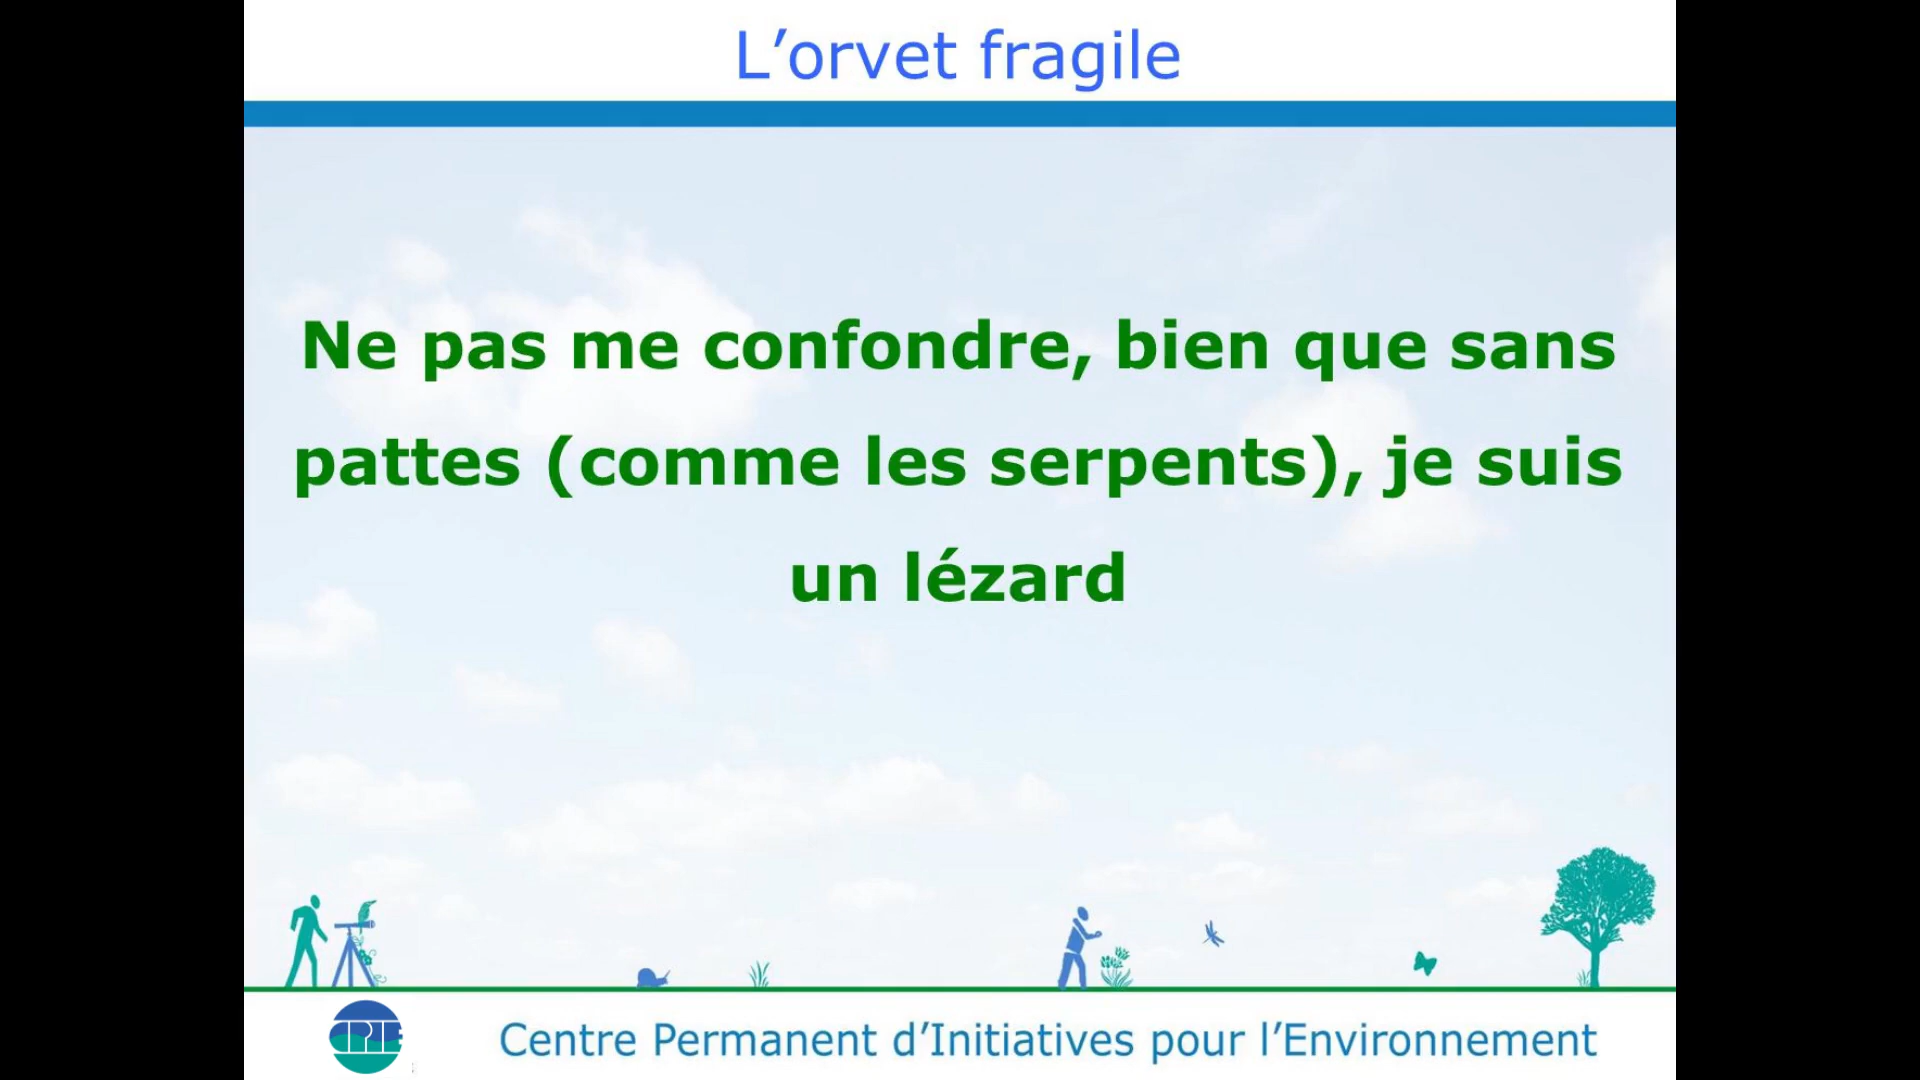 L’orvet fragile
Ne pas me confondre, bien que sans
pattes (comme les serpents), je suis
un lézard
CPIE
Centre Permanent d’Initiatives pour l’Environnement